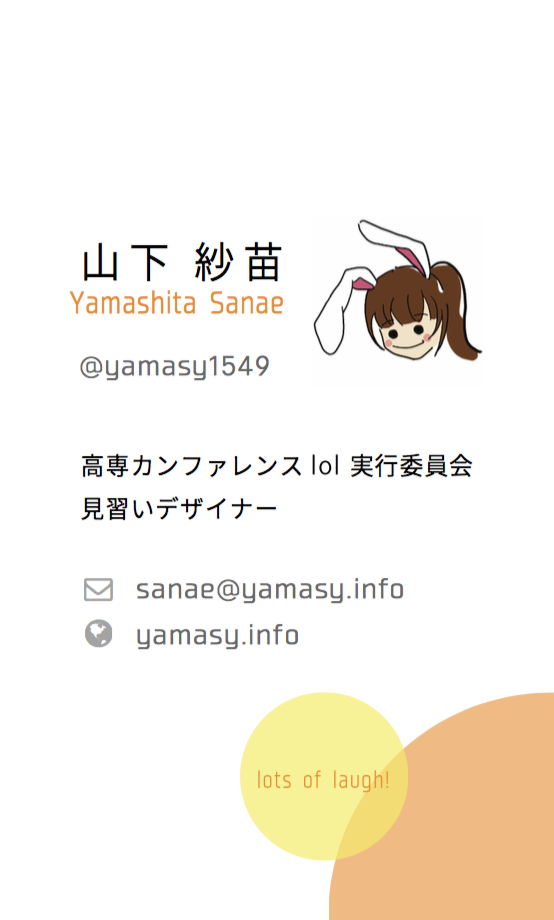 山下 紗苗
Yamashita Sanae
@yamasy1549
高専カンファレンス lol 実行委員会
見習いデザイナー
sanae@yamasy.info
yamasy.info
lots of laugh!